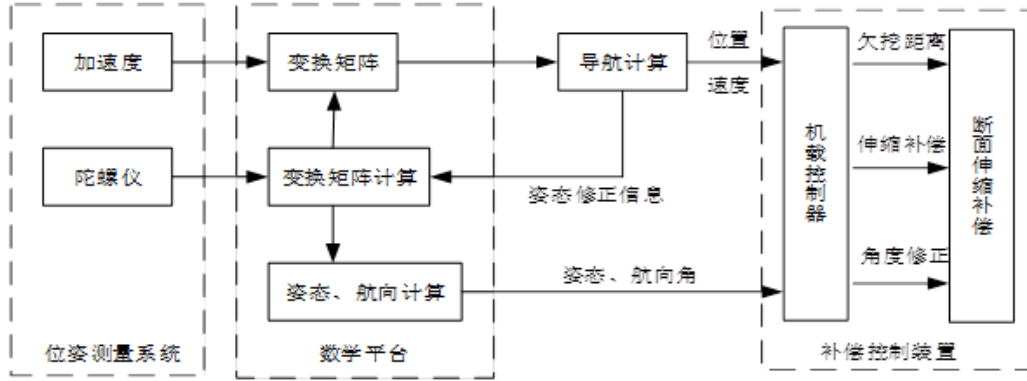 加速度
变换矩阵
导航计算
位置
速度
欠挖距离
陀螺仪
变换矩阵计算
姿态修正信息
机载控制器
伸缩补偿
断面伸缩补偿
角度修正
姿态、航向计算
姿态、航向角
位姿测量系统
数学平台
补偿控制装置